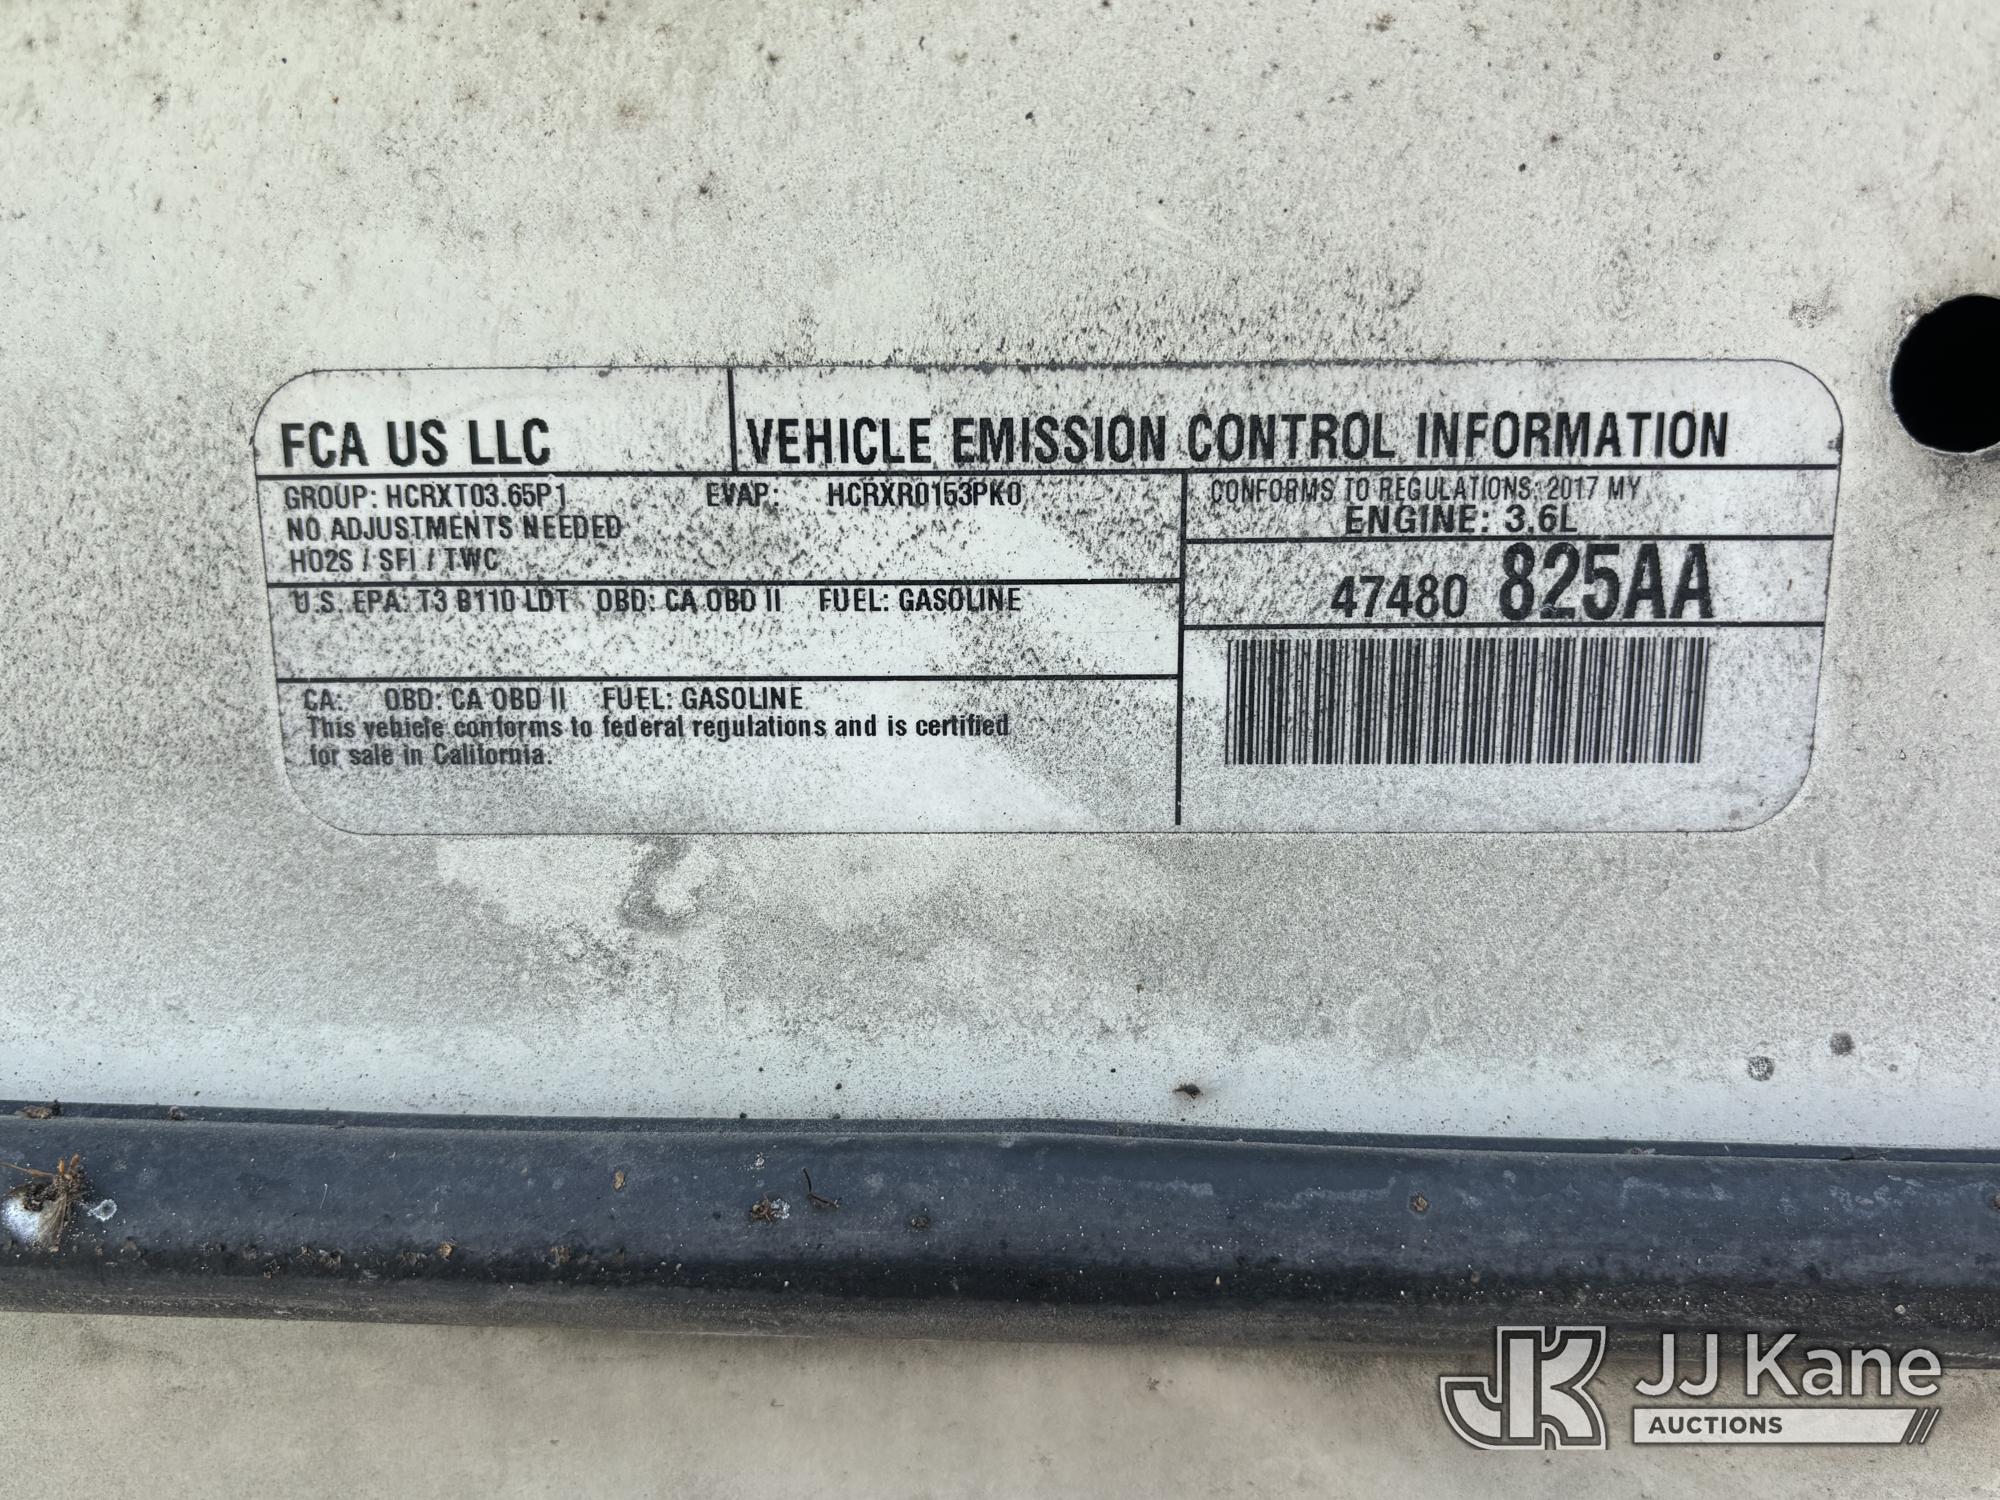 FCA US LLC
VEHICLE EMISSION CONTROL INFORMATION
GROUP: HCRXT03.65P1 EVAP: HCRXR0153PK0
NO ADJUSTMENTS NEEDED
HO2S / SFI / TWC
U.S. EPA: T3 B110 LDT OBD: CA OBD II FUEL: GASOLINE
CA: OBD: CA OBD II FUEL: GASOLINE
This vehicle conforms to federal regulations and is certified
for sale in California.
CONFORMS TO REGULATIONS: 2017 MY
ENGINE: 3.6L
47480 825AA
JK JJ Kane
AUCTIONS